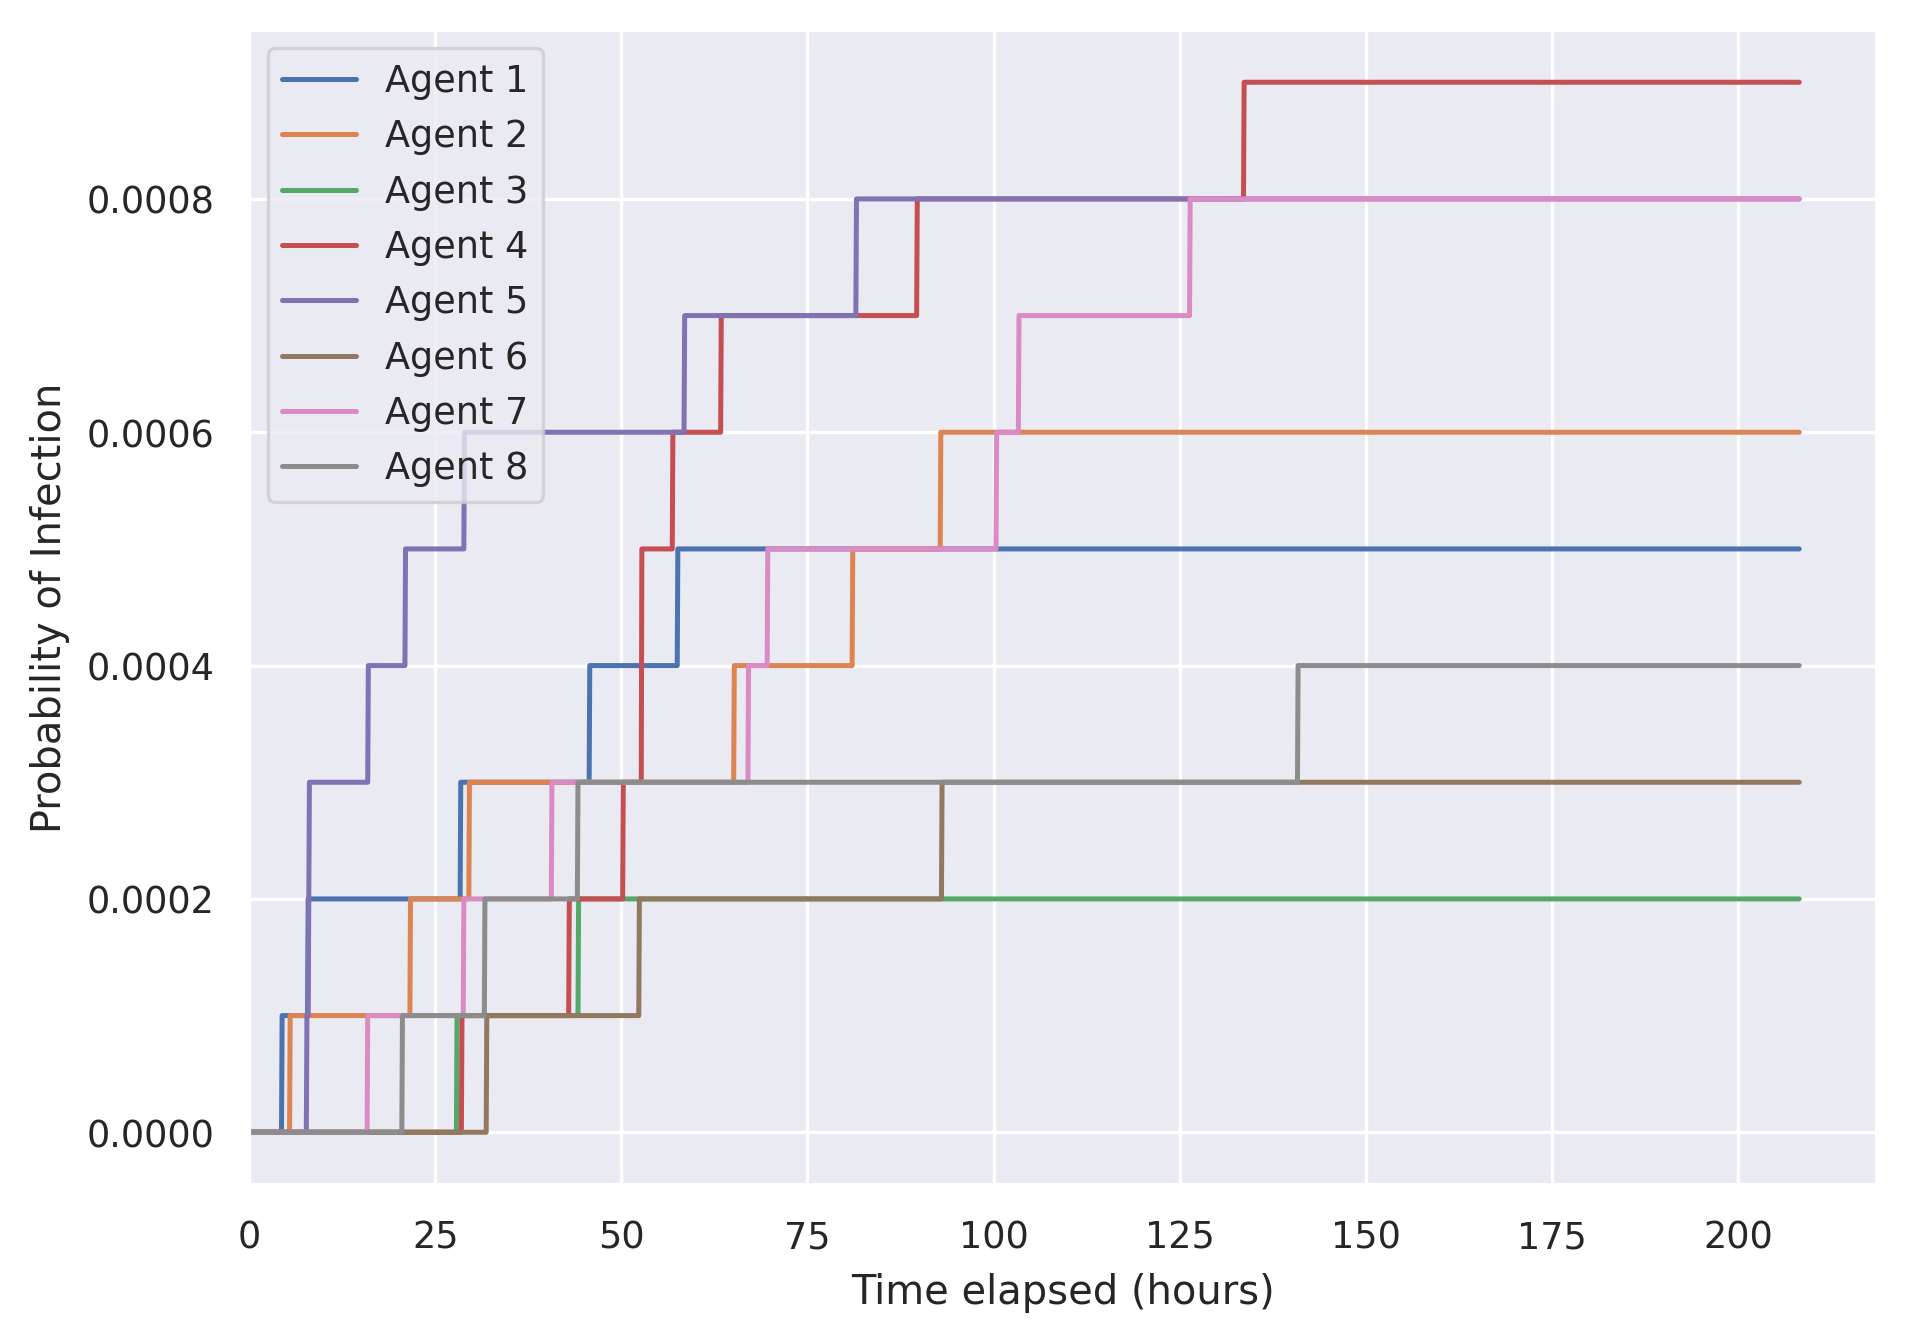 Agent 1
Agent 2
Agent 3
Agent 4
Agent 5
Agent 6
Agent 7
Agent 8
Probability of Infection
0.0008
0.0006
0.0004
0.0002
0.0000
0 25 50 75 100 125 150 175 200
Time elapsed (hours)